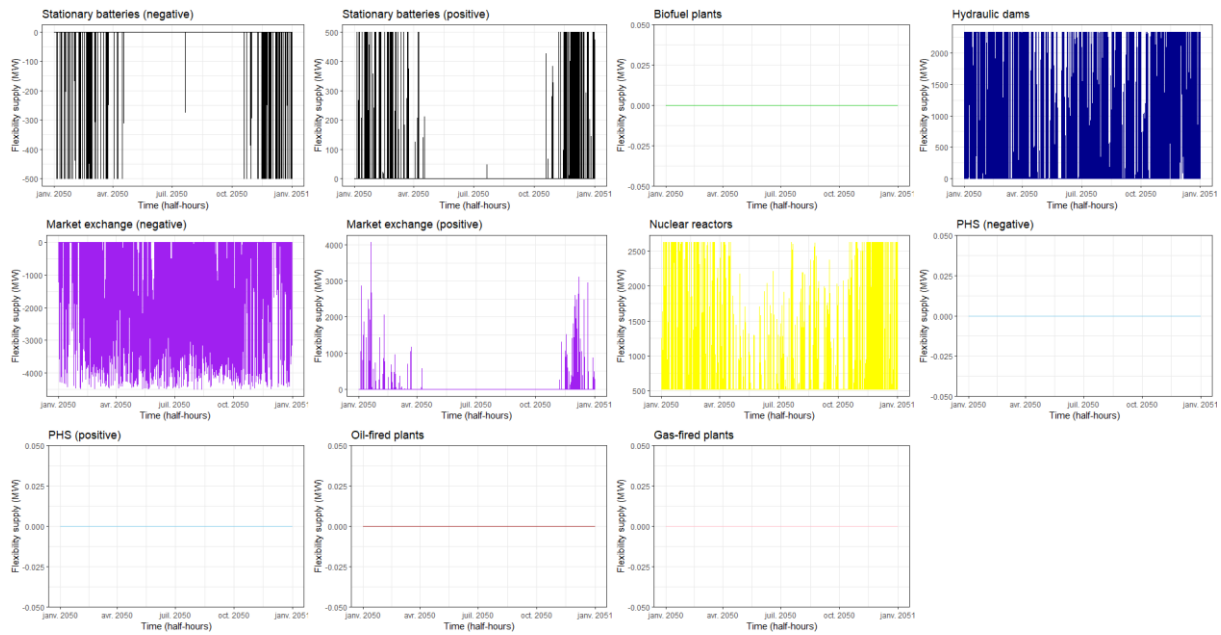 Stationary batteries (negative)
Flexibility supply (MW)
0
-100
-200
-300
-400
-500
janv. 2050 avr. 2050 juil. 2050 oct. 2050 janv. 2051
Time (half-hours)
Stationary batteries (positive)
Flexibility supply (MW)
500
400
300
200
100
0
janv. 2050 avr. 2050 juil. 2050 oct. 2050 janv. 2051
Time (half-hours)
Biofuel plants
Flexibility supply (MW)
0.050
0.025
0.000
-0.025
-0.050
janv. 2050 avr. 2050 juil. 2050 oct. 2050 janv. 205
Time (half-hours)
Hydraulic dams
Flexibility supply (MW)
2000
1500
1000
500
0
janv. 2050 avr. 2050 juil. 2050 oct. 2050 janv. 2051
Time (half-hours)
Market exchange (negative)
Flexibility supply (MW)
0
-1000
-2000
-3000
-4000
janv. 2050 avr. 2050 juil. 2050 oct. 2050 janv. 205
Time (half-hours)
Market exchange (positive)
Flexibility supply (MW)
4000
3000
2000
1000
0
janv. 2050 avr. 2050 juil. 2050 oct. 2050 janv. 2051
Time (half-hours)
Nuclear reactors
Flexibility supply (MW)
2500
2000
1500
1000
500
janv. 2050 avr. 2050 juil. 2050 oct. 2050 janv. 2051
Time (half-hours)
PHS (negative)
Flexibility supply (MW)
0.050
0.025
0.000
-0.025
-0.050
janv. 2050 avr. 2050 juil. 2050 oct. 2050 janv. 2051
Time (half-hours)
PHS (positive)
Flexibility supply (MW)
0.050
0.025
0.000
-0.025
-0.050
janv. 2050 avr. 2050 juil. 2050 oct. 2050 janv. 205
Time (half-hours)
Oil-fired plants
Flexibility supply (MW)
0.050
0.025
0.000
-0.025
-0.050
janv. 2050 avr. 2050 juil. 2050 oct. 2050 janv. 2051
Time (half-hours)
Gas-fired plants
Flexibility supply (MW)
0.050
0.025
0.000
-0.025
-0.050
janv. 2050 avr. 2050 juil. 2050 oct. 2050 janv. 2051
Time (half-hours)